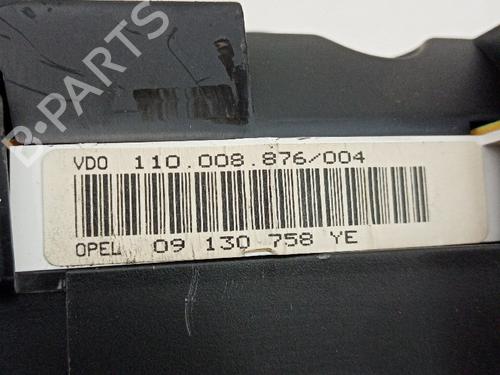 B-PARTS
VDO 110.008.876/004
OPEL 09 130 758 YE